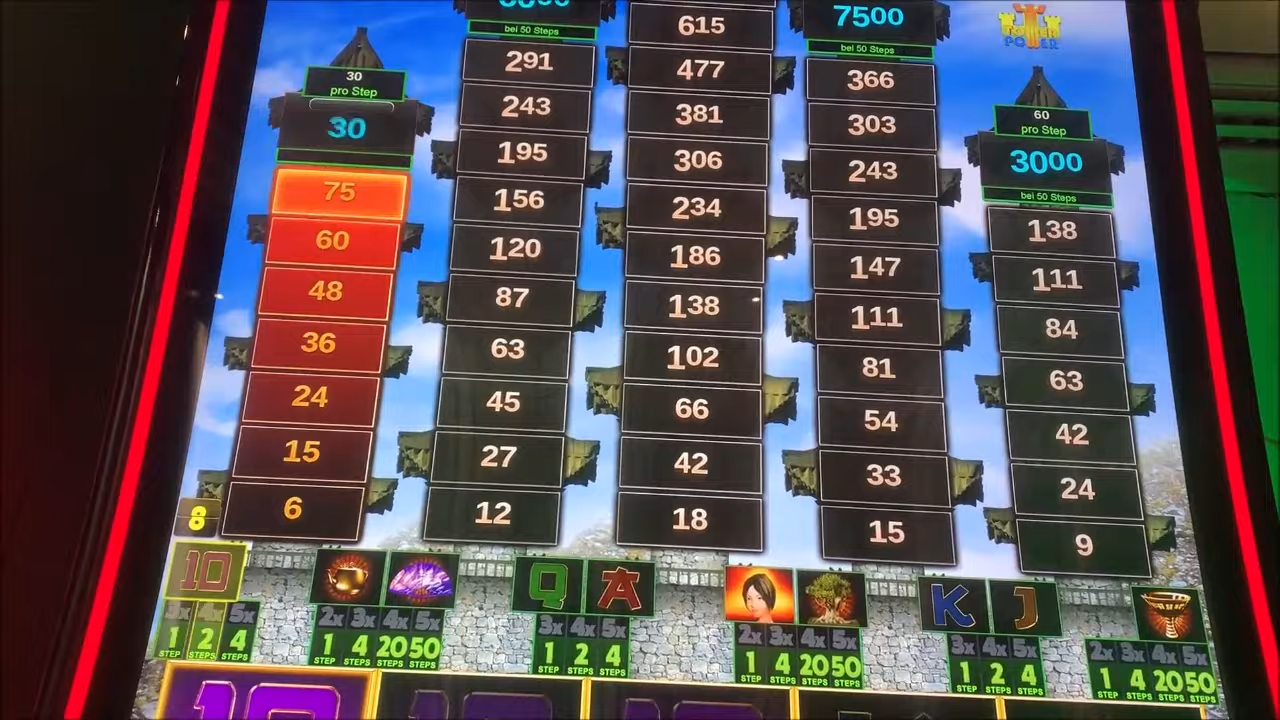 30
pro Step
30
75
60
48
36
24
15
6
8
bei 50 Steps
291
243
195
156
120
87
63
45
27
12
615
477
381
306
234
186
138
102
66
42
18
7500
bei 50 Steps
366
303
243
195
147
111
81
54
33
15
POWER
60
pro Step
3000
bei 50 Steps
138
111
84
63
42
24
9
10
3x 4x 5x
1 2 4
STEP STEPS STEPS
2x 3x 4x 5x
1 4 20 50
STEP STEPS STEPS STEPS
Q A
3x 4x 5x
1 2 4
STEP STEPS STEPS
2x 3x 4x 5x
1 4 20 50
STEP STEPS STEPS STEPS
K J
3x 4x 5x
1 2 4
STEP STEPS STEPS
2x 3x 4x 5x
1 4 20 50
STEP STEPS STEPS STEPS
10